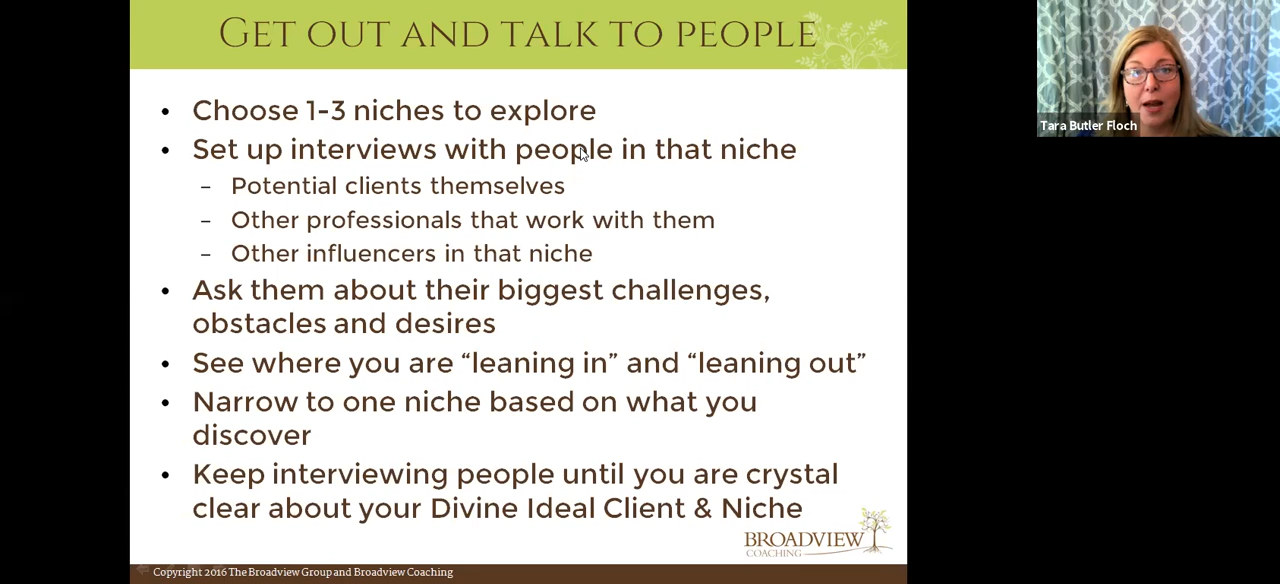 GET OUT AND TALK TO PEOPLE
• Choose 1-3 niches to explore
• Set up interviews with people in that niche
– Potential clients themselves
– Other professionals that work with them
– Other influencers in that niche
• Ask them about their biggest challenges,
obstacles and desires
• See where you are “leaning in” and “leaning out”
• Narrow to one niche based on what you
discover
• Keep interviewing people until you are crystal
clear about your Divine Ideal Client & Niche
BROADVIEW
COACHING
Copyright 2016 The Broadview Group and Broadview Coaching
Tara Butler Floch